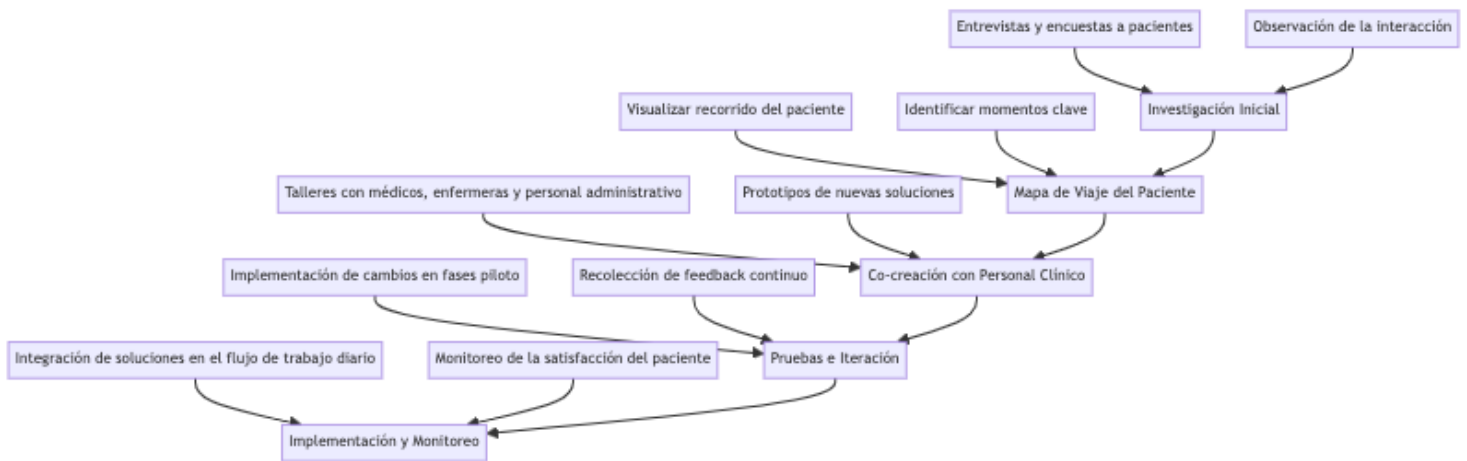 Entrevistas y encuestas a pacientes
Observación de la interacción
Visualizar recorrido del paciente
Identificar momentos clave
Investigación Inicial
Talleres con médicos, enfermeras y personal administrativo
Prototipos de nuevas soluciones
Mapa de Viaje del Paciente
Implementación de cambios en fases piloto
Recolección de feedback continuo
Co-creación con Personal Clínico
Integración de soluciones en el flujo de trabajo diario
Monitoreo de la satisfacción del paciente
Pruebas e Iteración
Implementación y Monitoreo